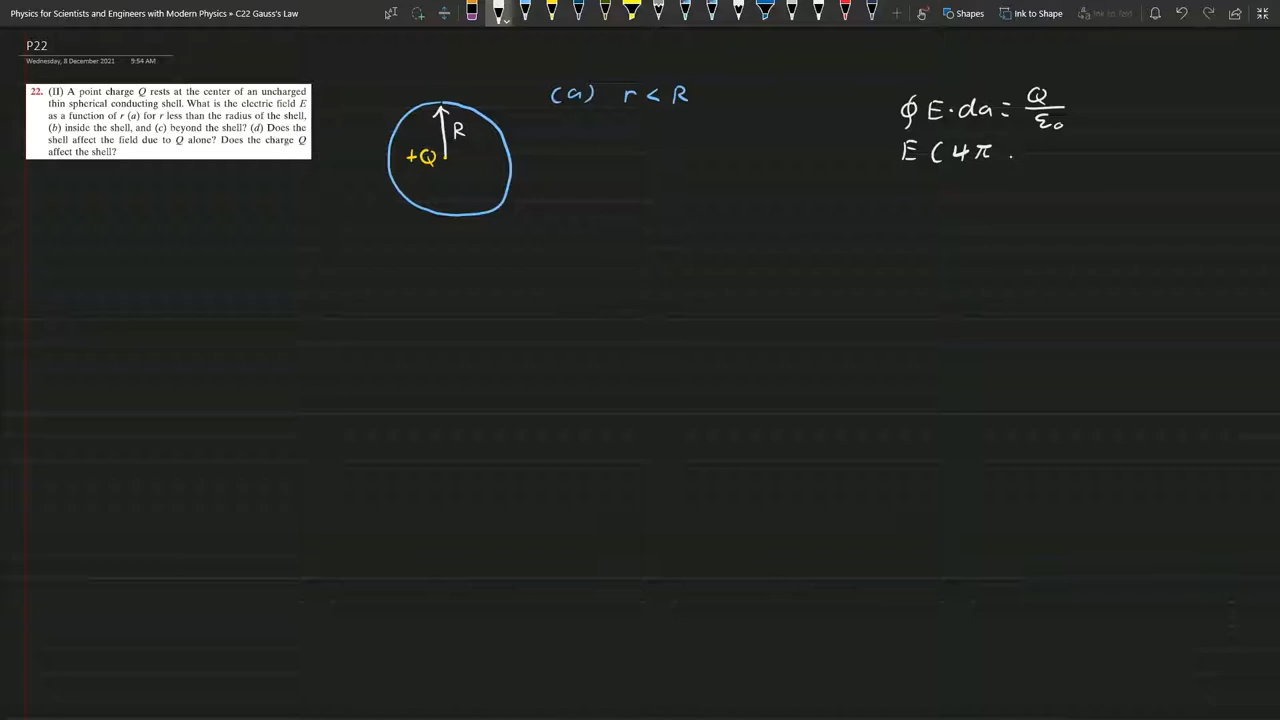 Physics for Scientists and Engineers with Modern Physics » C22 Gauss's Law
Shapes
Ink to Shape
Ink to Text
P22
Wednesday, 8 December 2021 9:54 AM
22. (II) A point charge Q rests at the center of an uncharged
thin spherical conducting shell. What is the electric field E
as a function of r (a) for r less than the radius of the shell,
(b) inside the shell, and (c) beyond the shell? (d) Does the
shell affect the field due to Q alone? Does the charge Q
affect the shell?
R
+Q
(a) r < R
∮ E · da = Q/ε₀
E (4π .